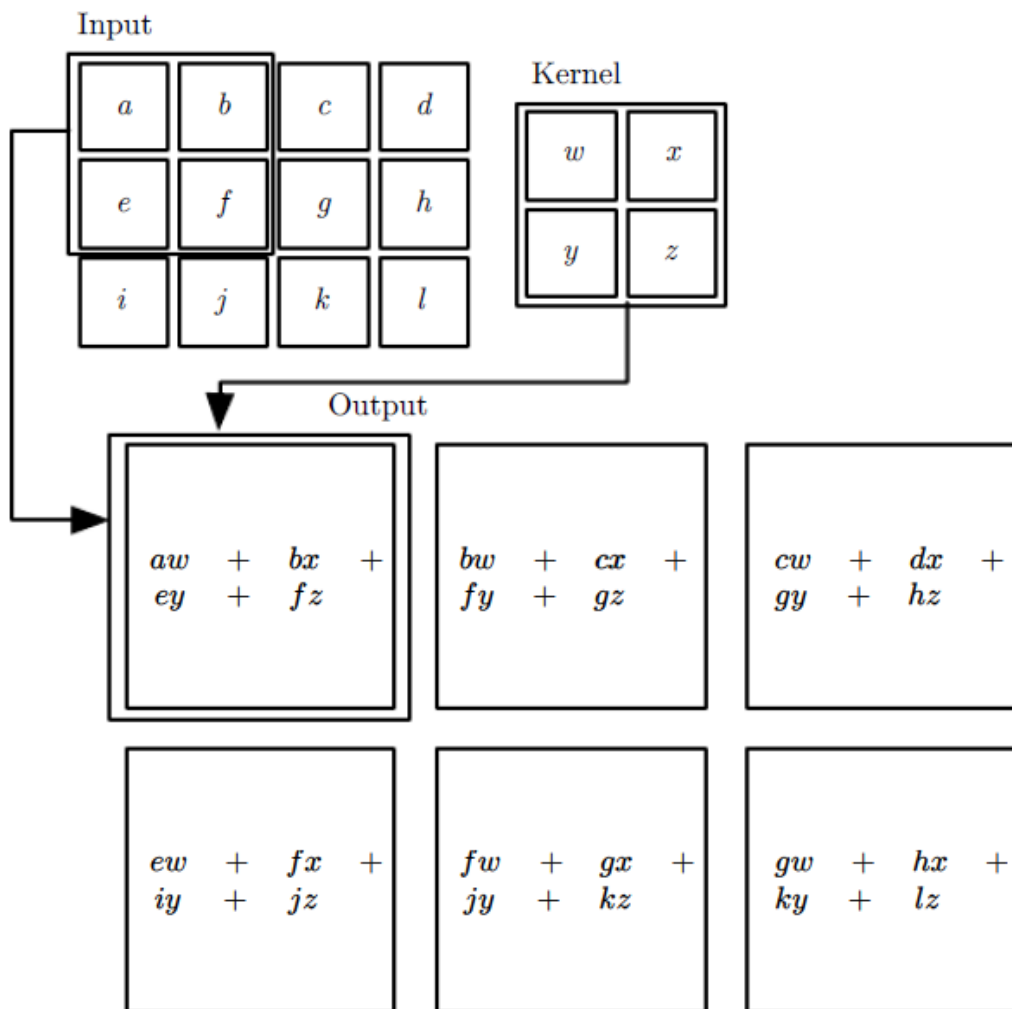 Input
a b c d
e f g h
i j k l
Kernel
w x
y z
Output
aw + bx +
ey + fz
bw + cx +
fy + gz
cw + dx +
gy + hz
ew + fx +
iy + jz
fw + gx +
jy + kz
gw + hx +
ky + lz